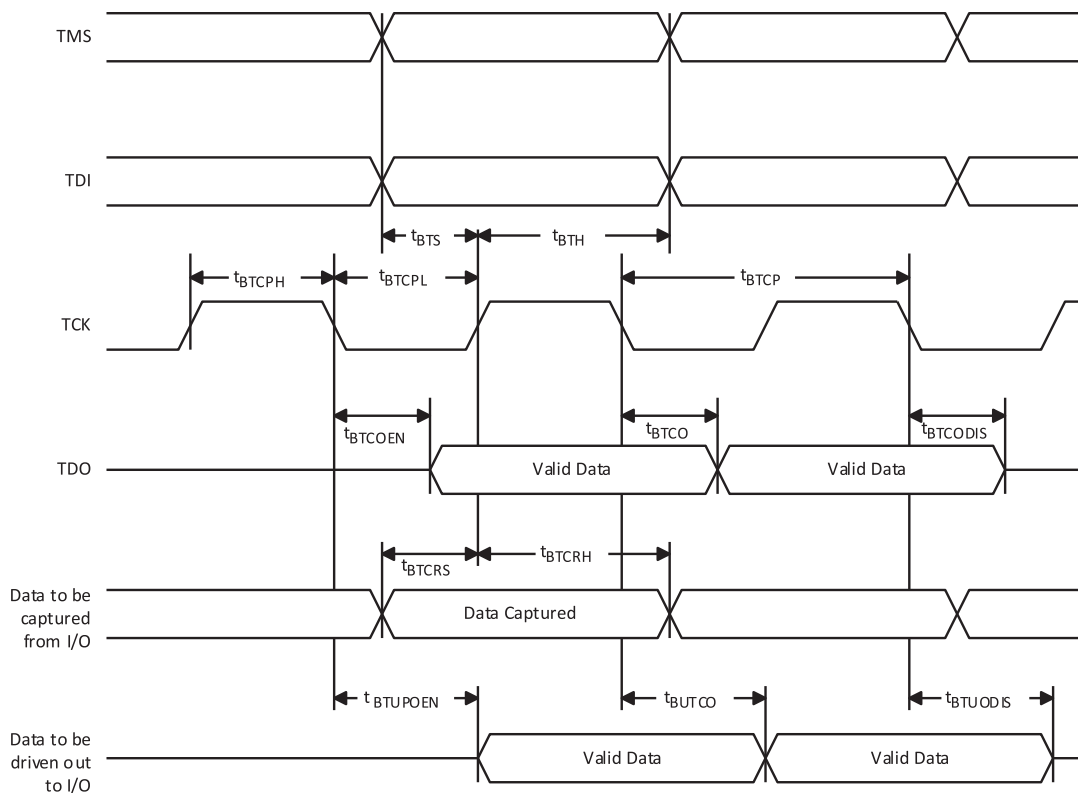 TMS
TDI
tBTS
tBTH
tBTCPH
tBTCPL
tBTCP
TCK
tBTCOEN
tBTCO
tBTCODIS
TDO
Valid Data
Valid Data
tBTCRS
tBTCRH
Data to be
captured
from I/O
Data Captured
t BTUPOEN
tBUTCO
tBTUODIS
Data to be
driven out
to I/O
Valid Data
Valid Data